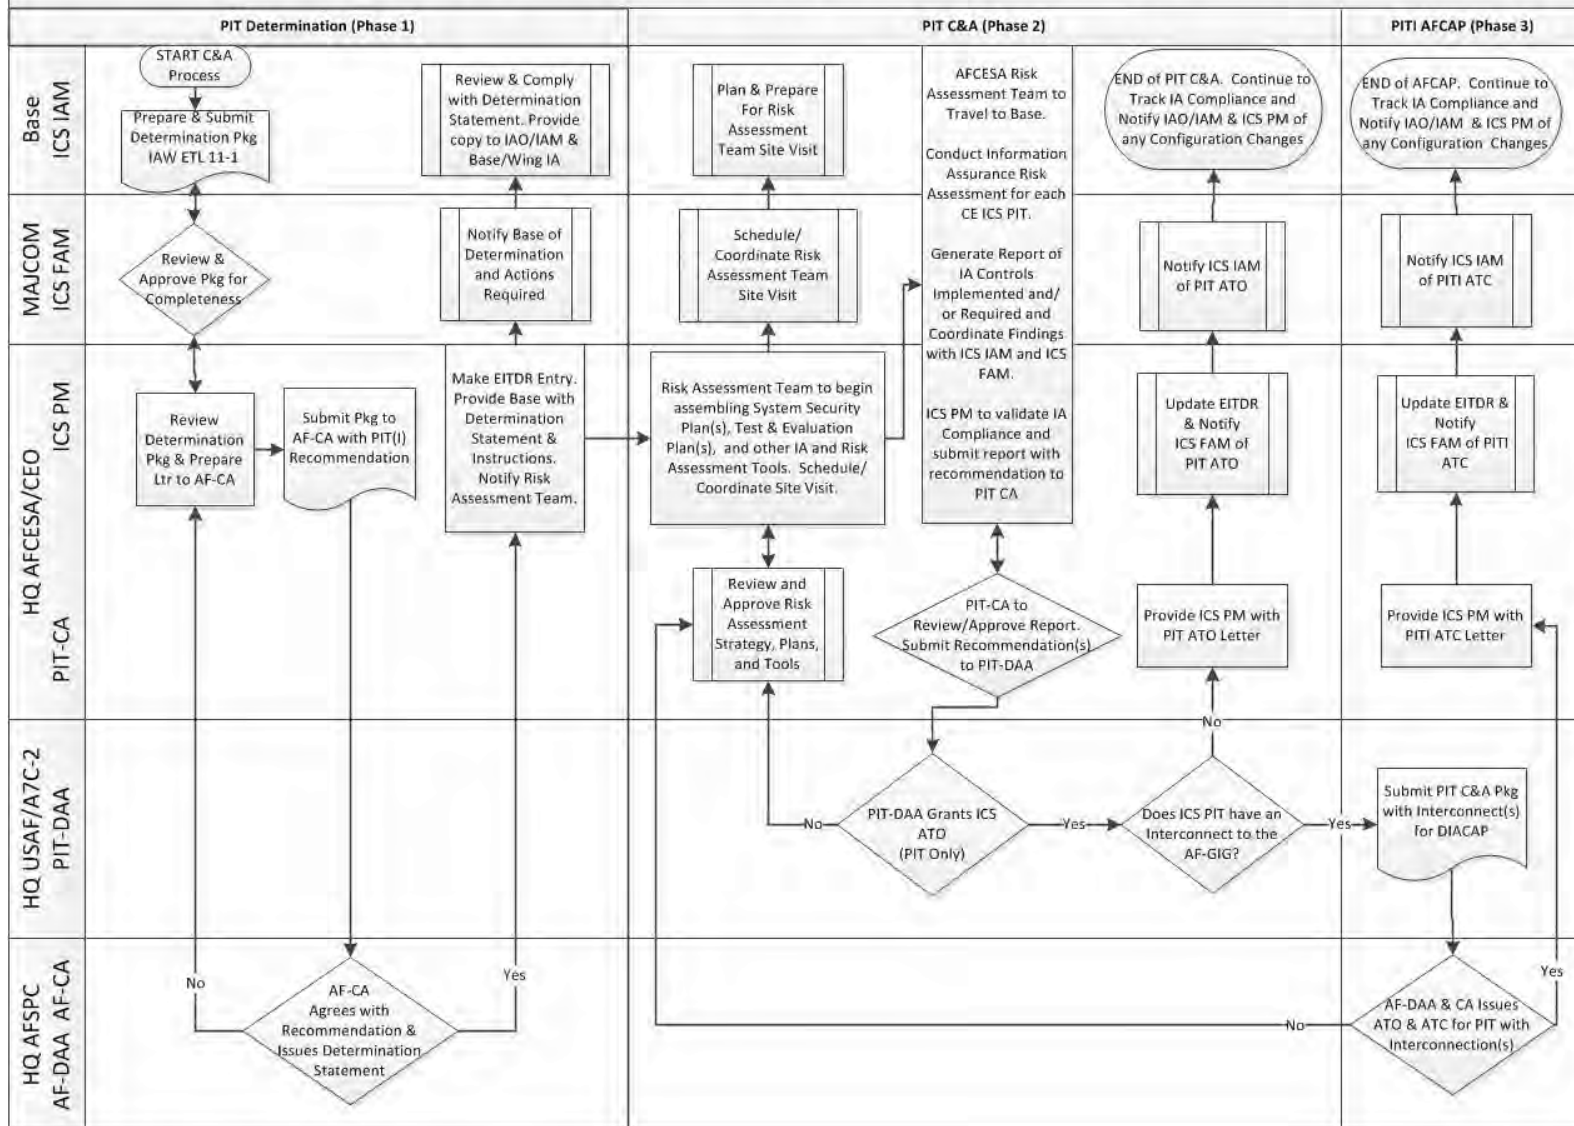 PIT Determination (Phase 1)
PIT C&A (Phase 2)
PITI AFCAP (Phase 3)
Base
ICS IAM
START C&A
Process
Prepare & Submit
Determination Pkg
IAW ETL 11-1
Review & Comply
with Determination
Statement. Provide
copy to IAO/IAM &
Base/Wing IA
Plan & Prepare
For Risk
Assessment
Team Site Visit
AFCESA Risk
Assessment Team to
Travel to Base.
Conduct Information
Assurance Risk
Assessment for each
CE ICS PIT.
Generate Report of
IA Controls
Implemented and/
or Required and
Coordinate Findings
with ICS IAM and ICS
FAM.
ICS PM to validate IA
Compliance and
submit report with
recommendation to
PIT CA
END of PIT C&A. Continue to
Track IA Compliance and
Notify IAO/IAM & ICS PM of
any Configuration Changes
END of AFCAP. Continue to
Track IA Compliance and
Notify IAO/IAM & ICS PM of
any Configuration Changes
MAJCOM
ICS FAM
Review &
Approve Pkg for
Completeness
Notify Base of
Determination
and Actions
Required
Schedule/
Coordinate Risk
Assessment Team
Site Visit
Notify ICS IAM
of PIT ATO
Notify ICS IAM
of PITI ATC
HQ AFCESA/CEO
ICS PM
Review
Determination
Pkg & Prepare
Ltr to AF-CA
Submit Pkg to
AF-CA with PIT(I)
Recommendation
Make EITDR Entry.
Provide Base with
Determination
Statement &
Instructions.
Notify Risk
Assessment Team.
Risk Assessment Team to begin
assembling System Security
Plan(s), Test & Evaluation
Plan(s), and other IA and Risk
Assessment Tools. Schedule/
Coordinate Site Visit.
Update EITDR &
Notify
ICS FAM of
PIT ATO
Update EITDR &
Notify
ICS FAM of PITI
ATC
PIT-CA
Review and
Approve Risk
Assessment
Strategy, Plans,
and Tools
PIT-CA to
Review/Approve Report.
Submit Recommendation(s)
to PIT-DAA
Provide ICS PM with
PIT ATO Letter
Provide ICS PM with
PITI ATC Letter
HQ USAF/A7C-2
PIT-DAA
No
PIT-DAA Grants ICS
ATO
(PIT Only)
Yes
Does ICS PIT have an
Interconnect to the
AF-GIG?
No
Yes
Submit PIT C&A Pkg
with Interconnect(s)
for DIACAP
HQ AFSPC
AF-DAA AF-CA
No
AF-CA
Agrees with
Recommendation &
Issues Determination
Statement
Yes
No
AF-DAA & CA Issues
ATO & ATC for PIT with
Interconnection(s)
Yes